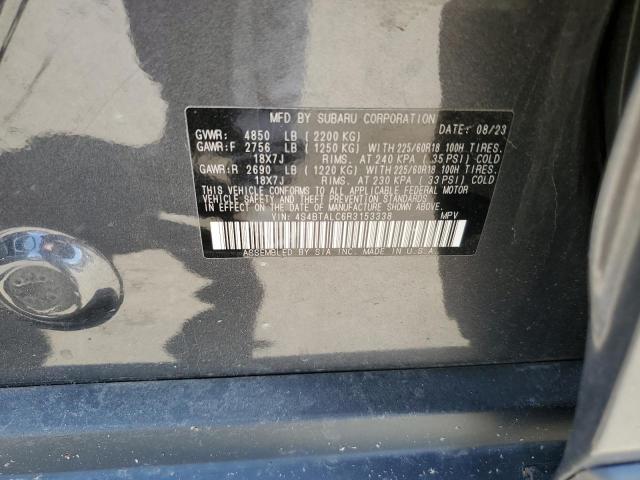 MFD BY SUBARU CORPORATION DATE: 08/23
GVWR: 4850 LB (2200 KG)
GAWR:F 2756 LB (1250 KG) WITH 225/60R18 100H TIRES.
18X7J RIMS. AT 240 KPA (35 PSI) COLD
GAWR:R 2690 LB (1220 KG) WITH 225/60R18 100H TIRES.
18X7J RIMS. AT 230 KPA (33 PSI) COLD
THIS VEHICLE CONFORMS TO ALL APPLICABLE FEDERAL MOTOR
VEHICLE SAFETY AND THEFT PREVENTION STANDARDS IN EFFECT
ON THE DATE OF MANUFACTURE SHOWN ABOVE.
VIN: 4S4BTALC6R3153338 MPV
ASSEMBLED BY SIA INC. MADE IN U.S.A.